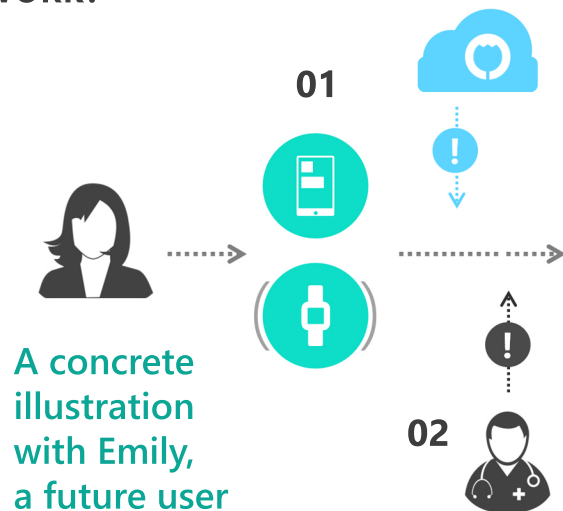 01
A concrete
illustration
with Emily,
a future user
02
!
!